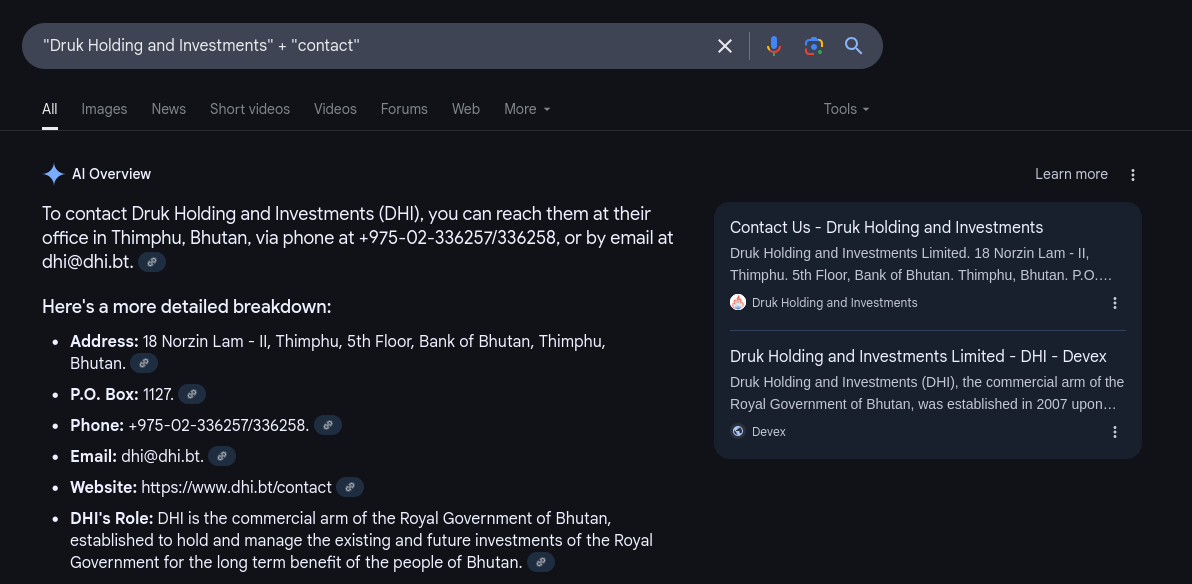 "Druk Holding and Investments" + "contact"
All Images News Short videos Videos Forums Web More Tools
AI Overview
Learn more
To contact Druk Holding and Investments (DHI), you can reach them at their
office in Thimphu, Bhutan, via phone at +975-02-336257/336258, or by email at
dhi@dhi.bt.
Here's a more detailed breakdown:
• Address: 18 Norzin Lam - II, Thimphu, 5th Floor, Bank of Bhutan, Thimphu,
Bhutan.
• P.O. Box: 1127.
• Phone: +975-02-336257/336258.
• Email: dhi@dhi.bt.
• Website: https://www.dhi.bt/contact
• DHI's Role: DHI is the commercial arm of the Royal Government of Bhutan,
established to hold and manage the existing and future investments of the Royal
Government for the long term benefit of the people of Bhutan.
Contact Us - Druk Holding and Investments
Druk Holding and Investments Limited. 18 Norzin Lam - II,
Thimphu. 5th Floor, Bank of Bhutan. Thimphu, Bhutan. P.O....
Druk Holding and Investments
Druk Holding and Investments Limited - DHI - Devex
Druk Holding and Investments (DHI), the commercial arm of the
Royal Government of Bhutan, was established in 2007 upon...
Devex